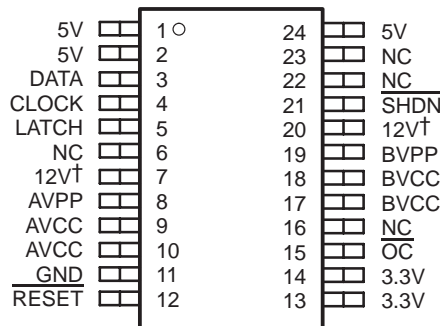 5V 1 24 5V
5V 2 23 NC
DATA 3 22 NC
CLOCK 4 21 SHDN
LATCH 5 20 12V†
NC 6 19 BVPP
12V† 7 18 BVCC
AVPP 8 17 BVCC
AVCC 9 16 NC
AVCC 10 15 OC
GND 11 14 3.3V
RESET 12 13 3.3V